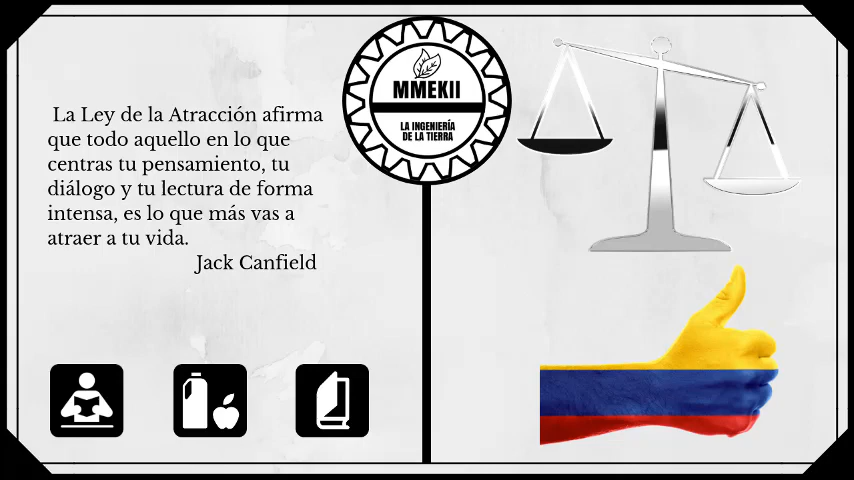 La Ley de la Atracción afirma
que todo aquello en lo que
centras tu pensamiento, tu
diálogo y tu lectura de forma
intensa, es lo que más vas a
atraer a tu vida.
Jack Canfield
MMEKII
LA INGENIERÍA
DE LA TIERRA